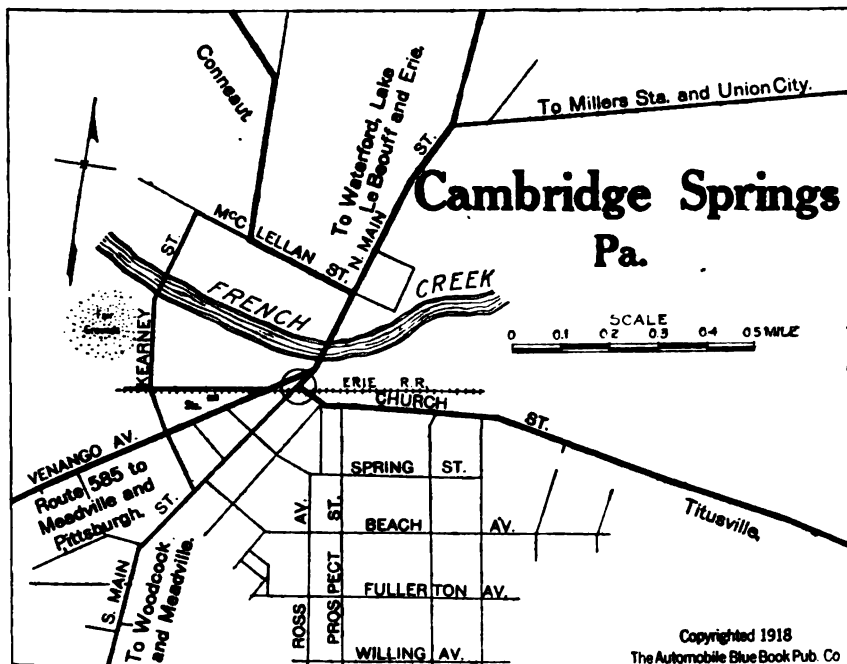 Conneaut
To Waterford, Lake
Le Beouff and Erie.
To Millers Sta. and Union City.
Cambridge Springs
Pa.
N. MAIN ST.
McCLELLAN ST.
KEARNEY ST.
FRENCH CREEK
SCALE
0 0.1 0.2 0.3 0.4 0.5 MILE
ERIE R.R.
CHURCH ST.
Titusville,
VENANGO AV.
Route 585 to
Meadville and
Pittsburgh.
S. MAIN ST.
To Woodcock
and Meadville.
SPRING ST.
BEACH AV.
FULLERTON AV.
WILLING AV.
ROSS AV.
PROSPECT ST.
Copyrighted 1918
The Automobile Blue Book Pub. Co